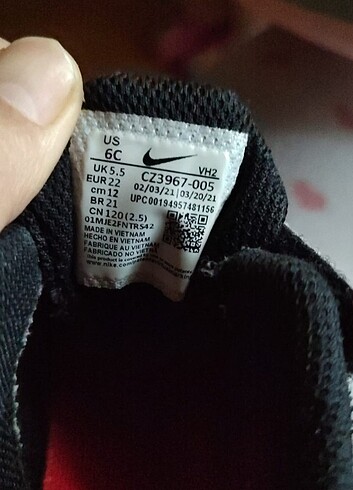 US
6C
UK 5,5
EUR 22
cm 12
BR 21
CN 120(2.5)
VH2
CZ3967-005
02/03/21 03/20/21
UPC00194957481156
01MJE2FNTRS42
MADE IN VIETNAM
HECHO EN VIETNAM
FABRIQUE AU VIETNAM
FABRICADO NO VIETNAM